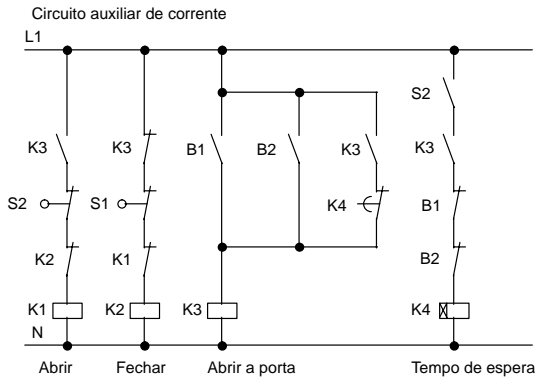 Circuito auxiliar de corrente
L1
S2
K3 K3 B1 B2 K3 K3
S2 S1 K4 B1
K2 K1 B2
K1 K2 K3 K4
N
Abrir Fechar Abrir a porta Tempo de espera